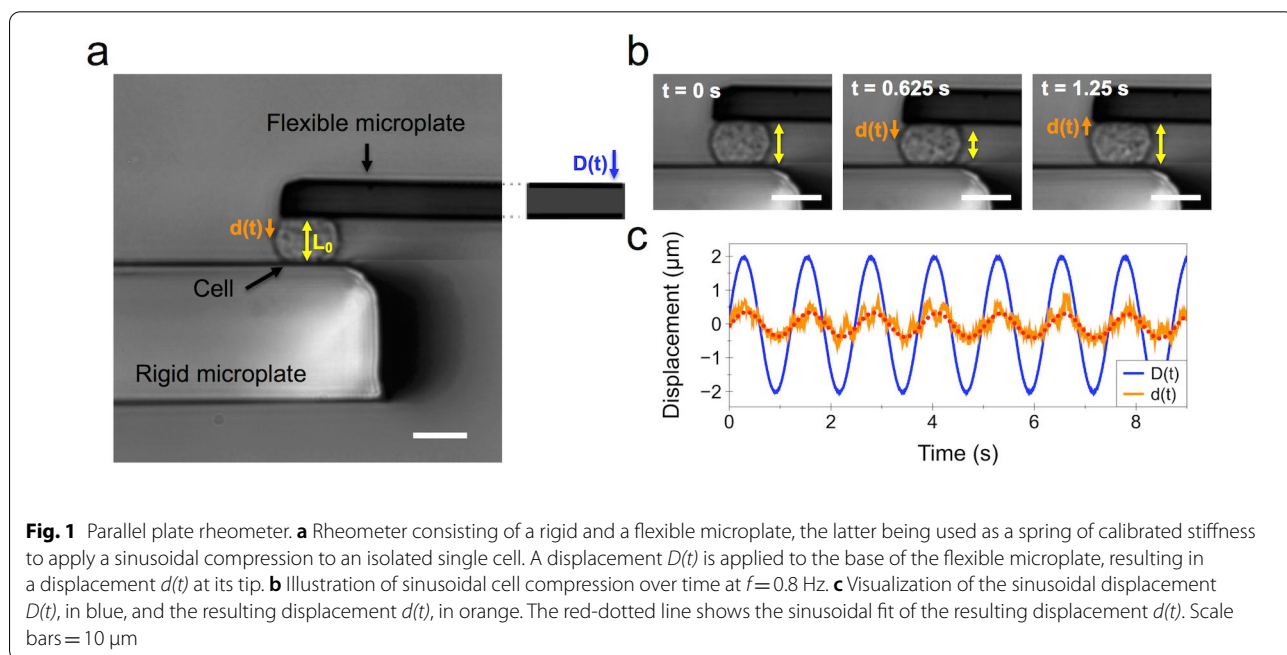 a
Flexible microplate
D(t)
d(t)
L₀
Cell
Rigid microplate
b
t = 0 s
t = 0.625 s
d(t)
t = 1.25 s
d(t)
c
Displacement (µm)
2
1
0
−1
−2
0
2
4
6
8
Time (s)
D(t)
d(t)
Fig. 1 Parallel plate rheometer. a Rheometer consisting of a rigid and a flexible microplate, the latter being used as a spring of calibrated stiffness
to apply a sinusoidal compression to an isolated single cell. A displacement D(t) is applied to the base of the flexible microplate, resulting in
a displacement d(t) at its tip. b Illustration of sinusoidal cell compression over time at f = 0.8 Hz. c Visualization of the sinusoidal displacement
D(t), in blue, and the resulting displacement d(t), in orange. The red-dotted line shows the sinusoidal fit of the resulting displacement d(t). Scale
bars = 10 µm